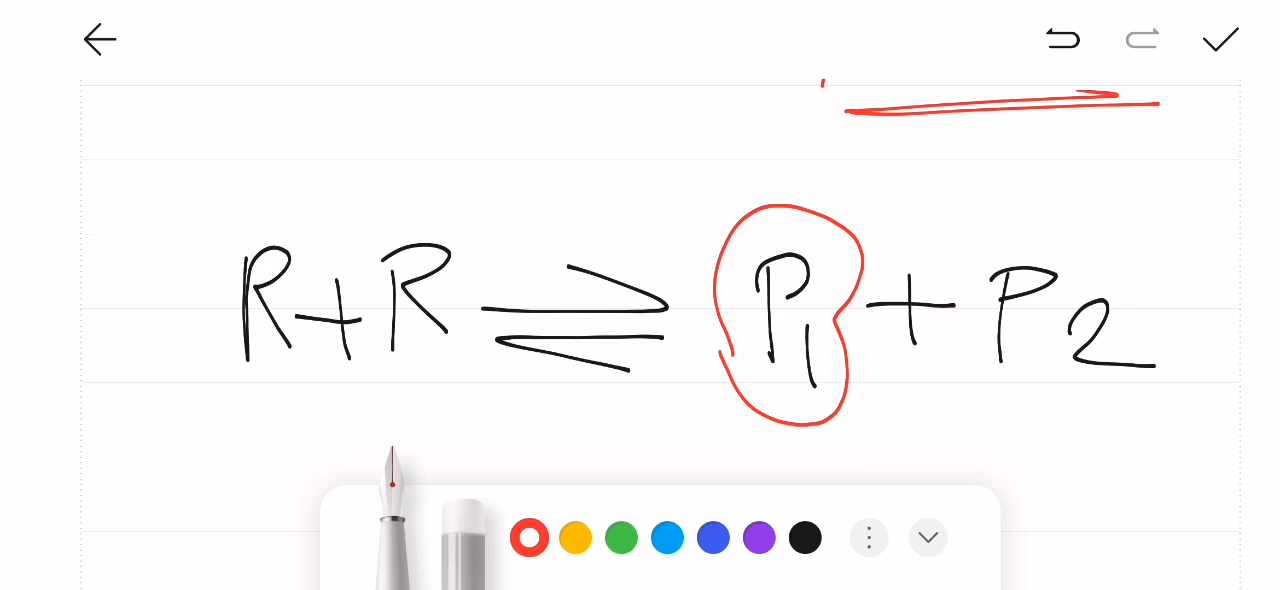 R + R ⇌ P₁ + P₂